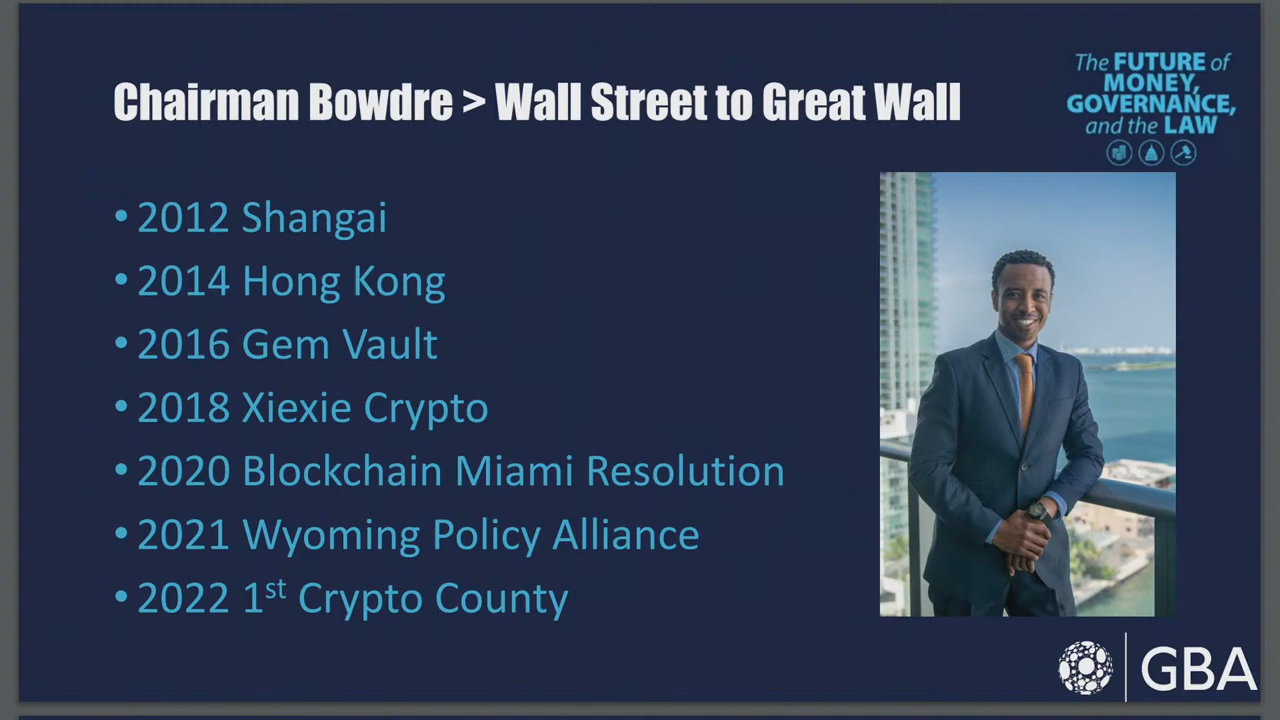 Chairman Bowdre > Wall Street to Great Wall
The FUTURE of
MONEY,
GOVERNANCE,
and the LAW
• 2012 Shangai
• 2014 Hong Kong
• 2016 Gem Vault
• 2018 Xiexie Crypto
• 2020 Blockchain Miami Resolution
• 2021 Wyoming Policy Alliance
• 2022 1st Crypto County
GBA